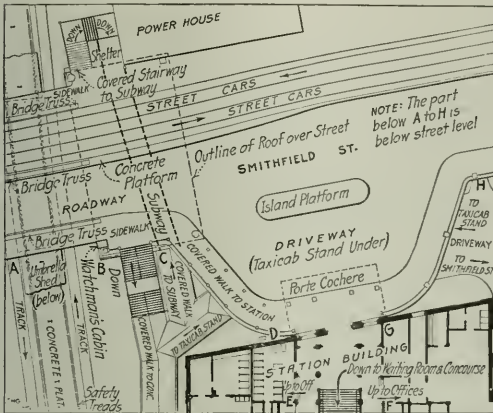 POWER HOUSE
DOWN
DOWN
Shelter
Covered Stairway
to Subway
SIDEWALK
Bridge Truss
STREET CARS
STREET CARS
NOTE: The part
below A to H is
below street level
Outline of Roof over Street
SMITHFIELD ST.
Concrete
Platform
Bridge Truss
ROADWAY
Island Platform
H
TO
TAXICAB
STAND
Subway
DRIVEWAY
(Taxicab Stand Under)
DRIVEWAY
TO
SMITHFIELD ST
Bridge Truss
SIDEWALK
COVERED WALK TO STATION
A
Umbrella
Shed
(below)
B
Down
C
COVERED WALK
TO SUBWAY
Porte Cochere
Watchman's Cabin
TO TAXICAB STAND
D
G
TRACK
CONCRETE PLAT.
TRACK
COVERED WALK TO CONC.
STATION BUILDING
Down to Waiting Room & Concourse
Up to Off
Up to Offices
Safety
Treads
E
F